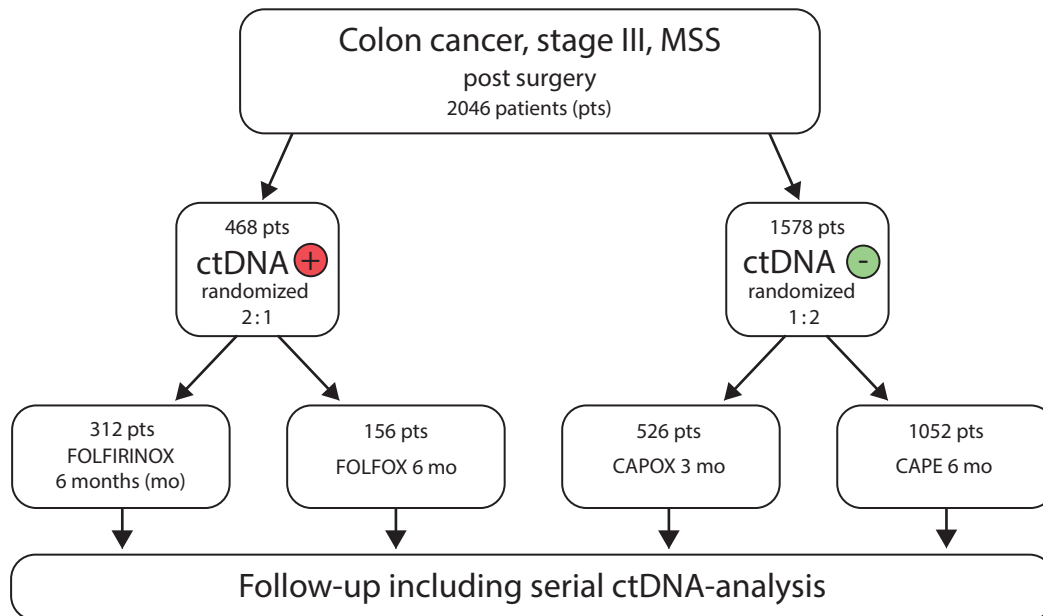 Colon cancer, stage III, MSS
post surgery
2046 patients (pts)
468 pts
ctDNA +
randomized
2:1
1578 pts
ctDNA -
randomized
1:2
312 pts
FOLFIRINOX
6 months (mo)
156 pts
FOLFOX 6 mo
526 pts
CAPOX 3 mo
1052 pts
CAPE 6 mo
Follow-up including serial ctDNA-analysis